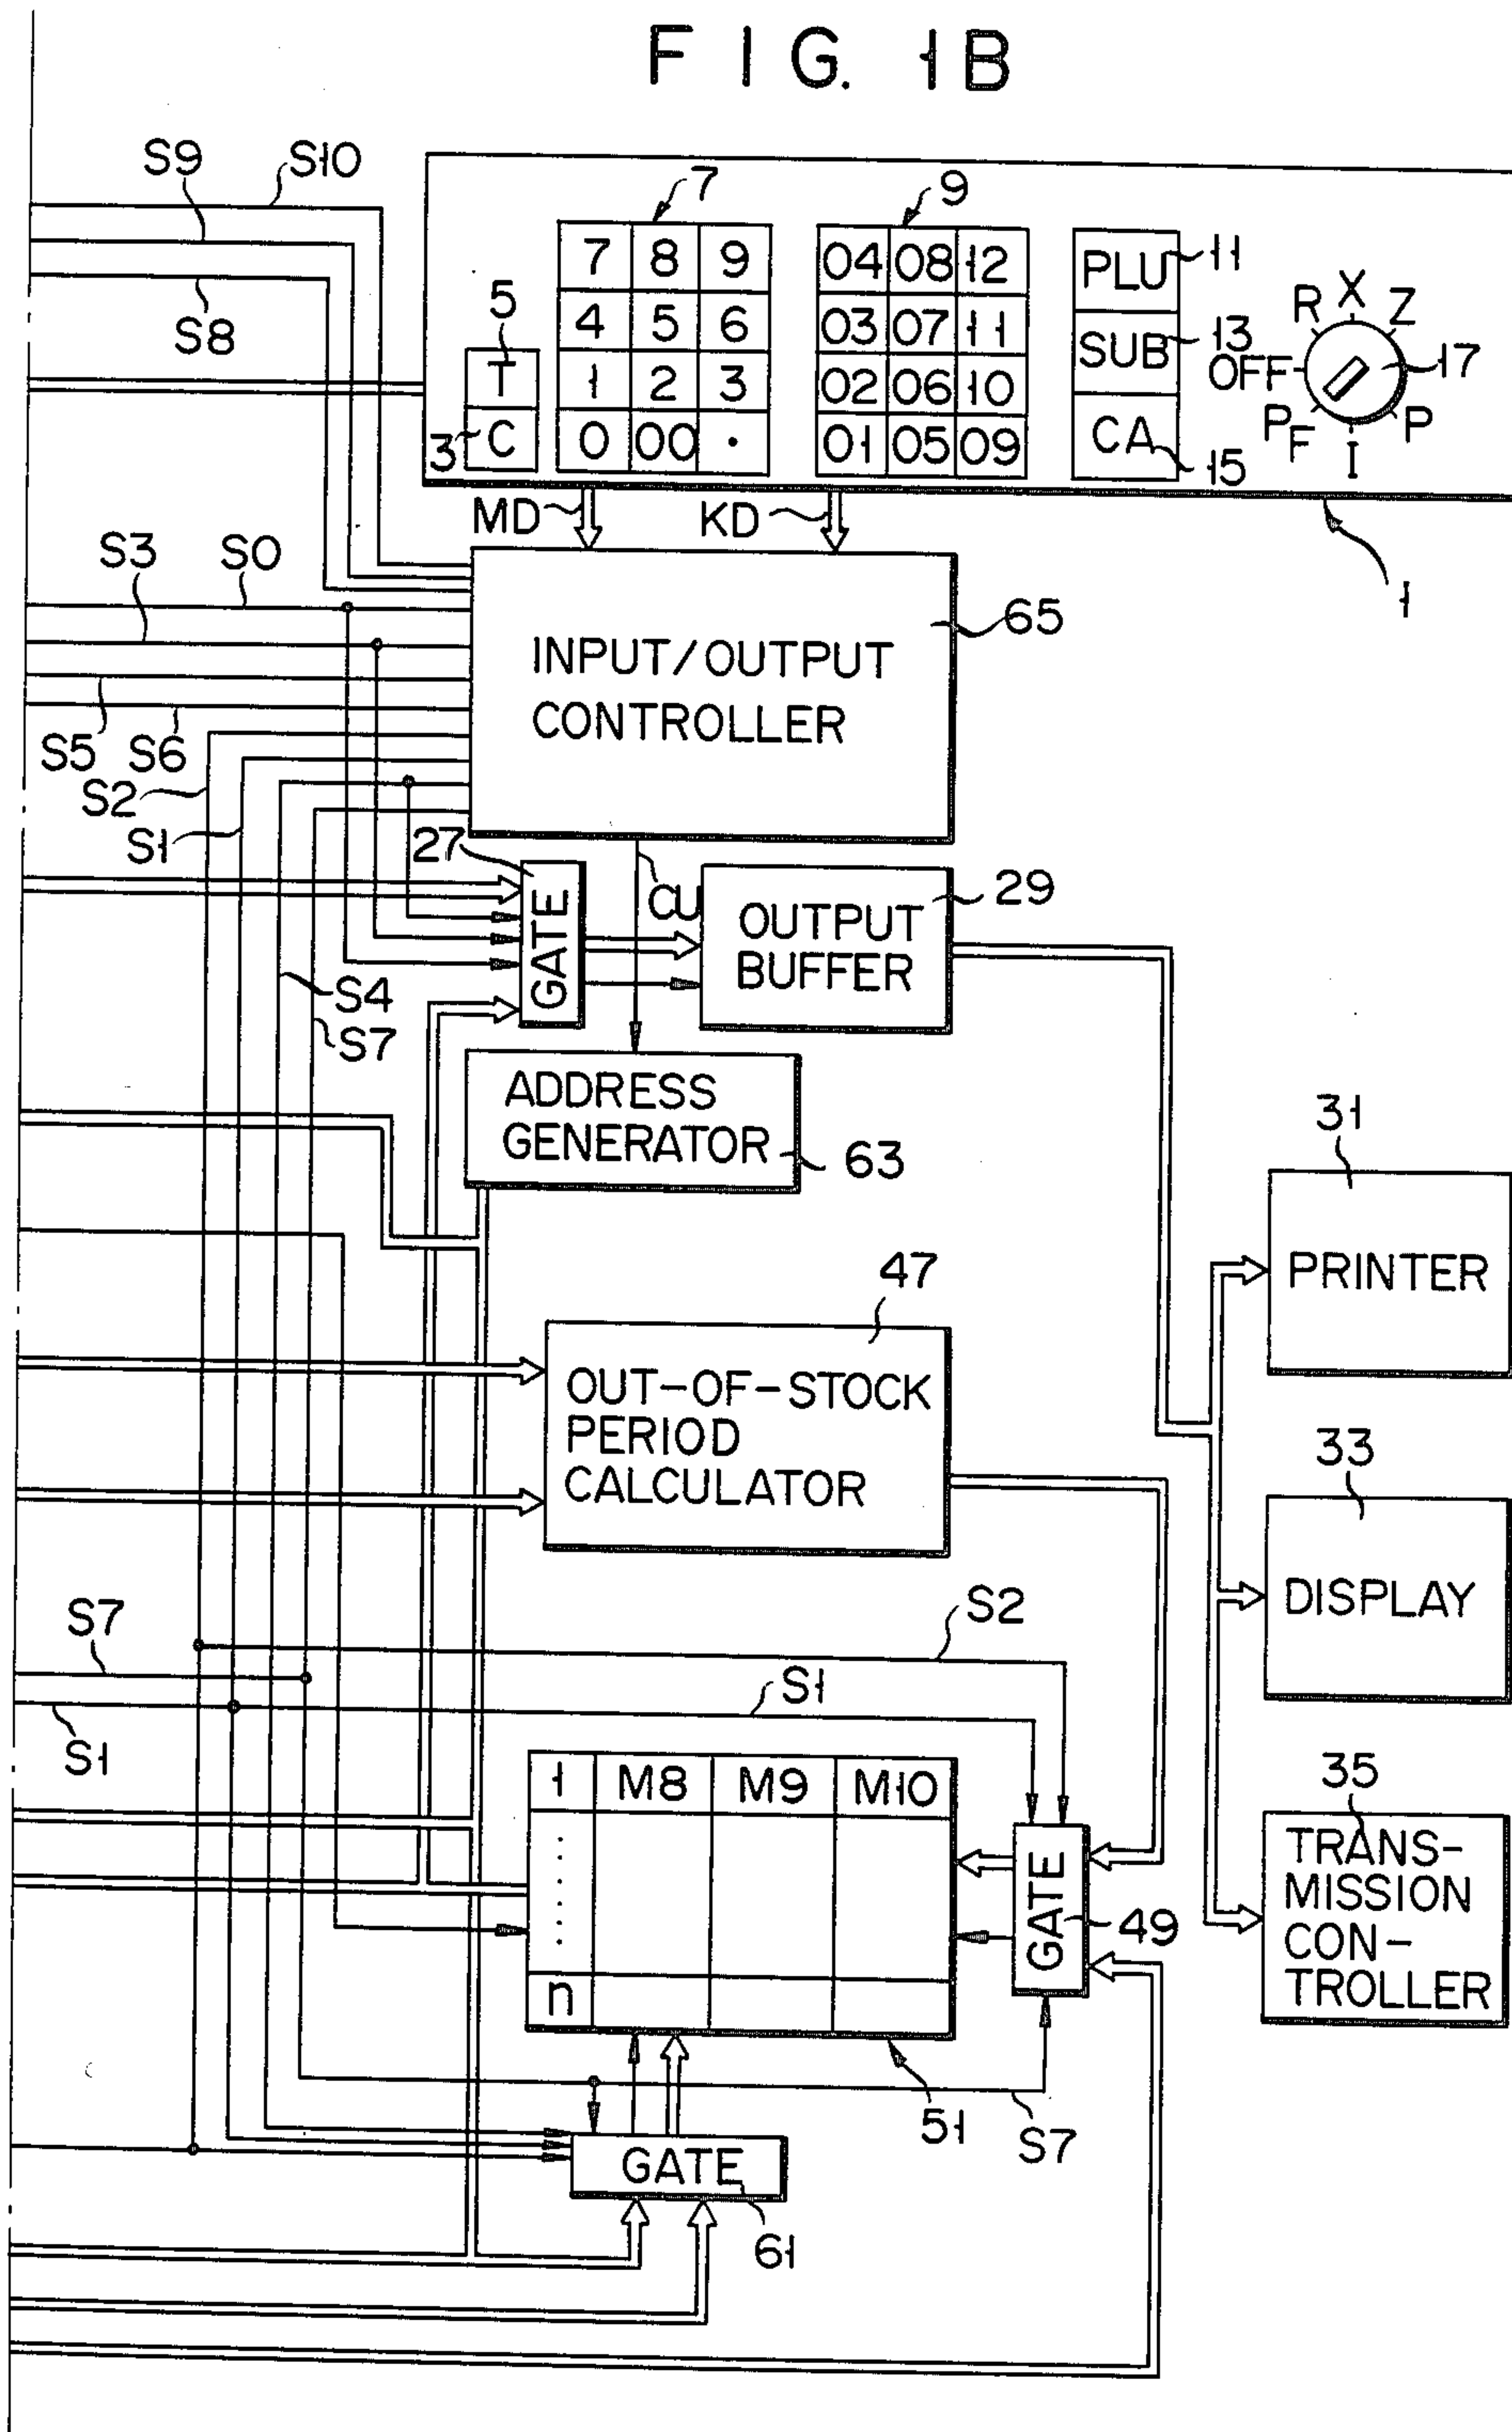 FIG. 1B
S9 S10
S8
7 9
5
3
T
C
7 8 9
4 5 6
1 2 3
0 00 .
04 08 12
03 07 11
02 06 10
01 05 09
PLU 11
SUB 13
CA 15
R X Z
OFF 17
PF I P
MD KD
1
S3 S0
S5 S6
S2
S1
INPUT/OUTPUT
CONTROLLER
65
27
GATE
CU
OUTPUT
BUFFER
29
S4
S7
ADDRESS
GENERATOR 63
31
PRINTER
47
OUT-OF-STOCK
PERIOD
CALCULATOR
33
DISPLAY
S7
S2
S1
S1
1 M8 M9 M10
n
GATE 49
35
TRANS-
MISSION
CON-
TROLLER
51
S7
GATE
61